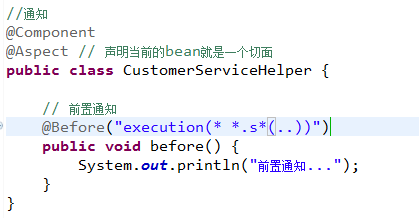 //通知
@Component
@Aspect // 声明当前的bean就是一个切面
public class CustomerServiceHelper {
// 前置通知
@Before("execution(* *.s*(..))")
public void before() {
System.out.println("前置通知...");
}
}